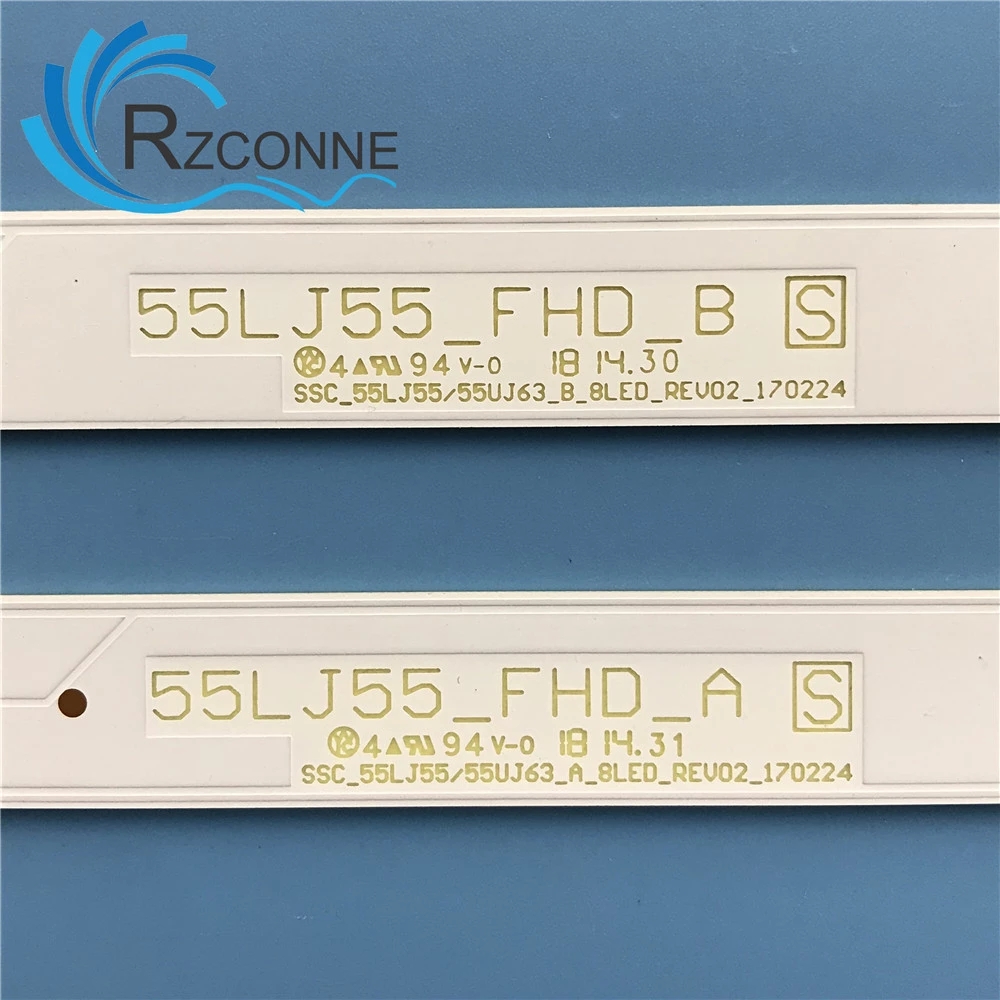 RZCONNE
55LJ55_FHD_B S
4 94 V-0 18 14.30
SSC_55LJ55/55UJ63_B_8LED_REV02_170224
55LJ55_FHD_A S
4 94 V-0 18 14.31
SSC_55LJ55/55UJ63_A_8LED_REV02_170224